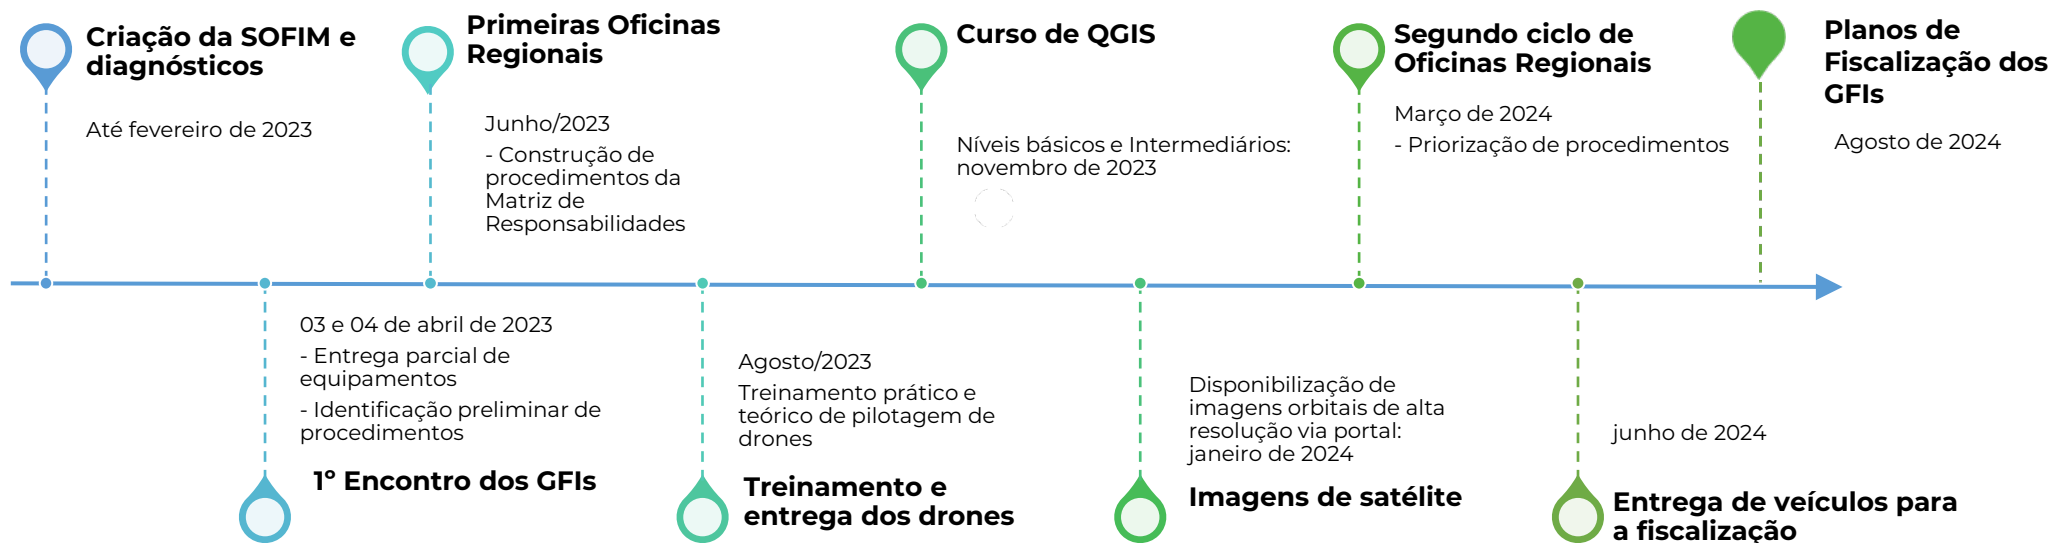 Criação da SOFIM e
diagnósticos
Até fevereiro de 2023
Primeiras Oficinas
Regionais
Junho/2023
- Construção de
procedimentos da
Matriz de
Responsabilidades
Curso de QGIS
Níveis básicos e Intermediários:
novembro de 2023
Segundo ciclo de
Oficinas Regionais
Março de 2024
- Priorização de procedimentos
Planos de
Fiscalização dos
GFIs
Agosto de 2024
03 e 04 de abril de 2023
- Entrega parcial de
equipamentos
- Identificação preliminar de
procedimentos
1º Encontro dos GFIs
Agosto/2023
Treinamento prático e
teórico de pilotagem de
drones
Treinamento e
entrega dos drones
Disponibilização de
imagens orbitais de alta
resolução via portal:
janeiro de 2024
Imagens de satélite
junho de 2024
Entrega de veículos para
a fiscalização